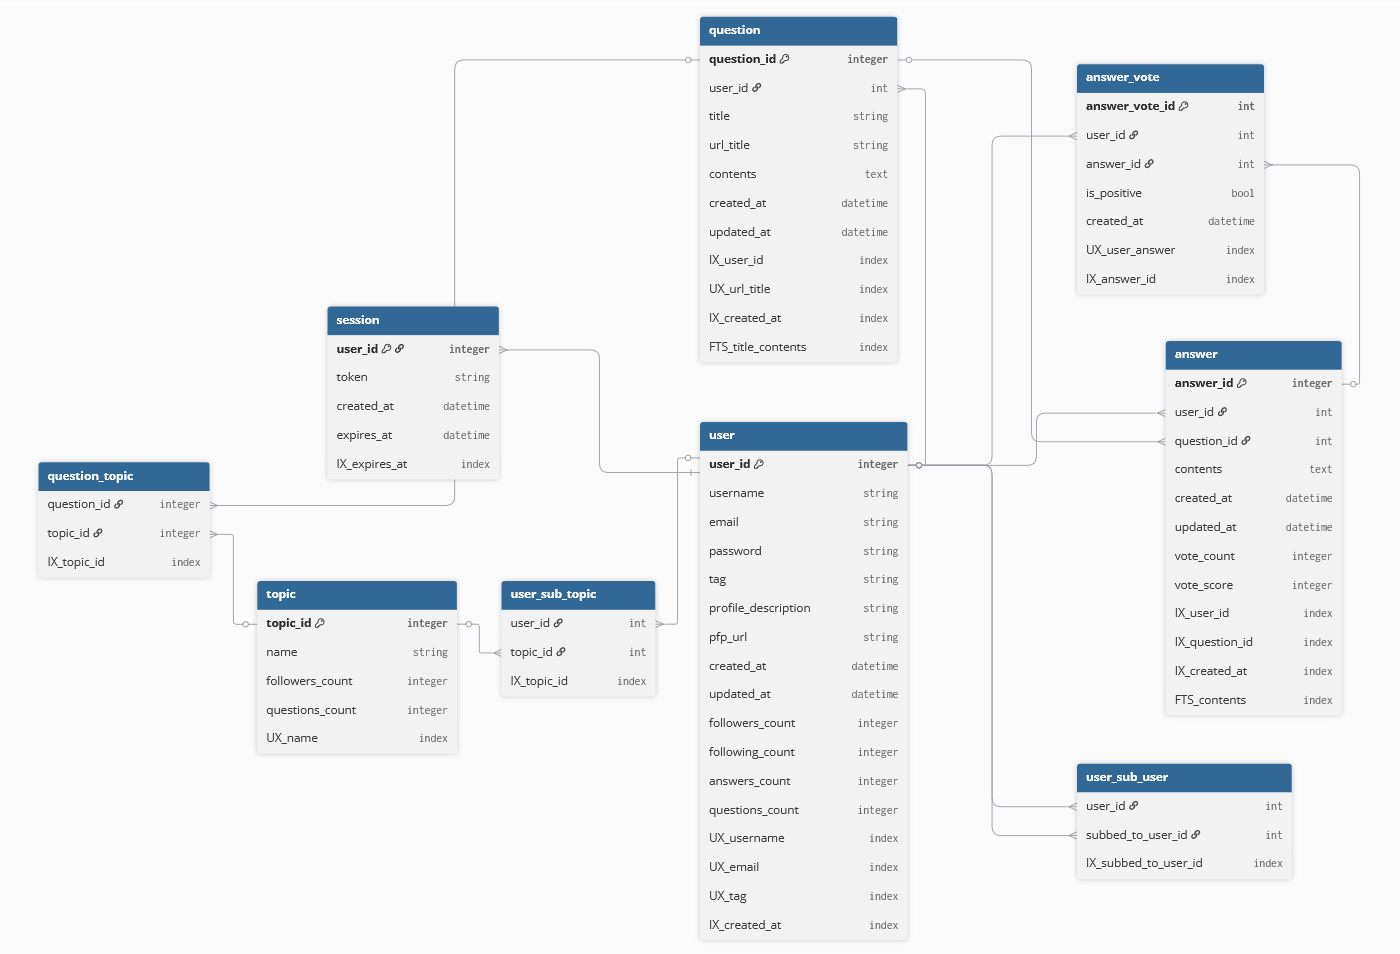 question
question_id integer
user_id int
title string
url_title string
contents text
created_at datetime
updated_at datetime
IX_user_id index
UX_url_title index
IX_created_at index
FTS_title_contents index
answer_vote
answer_vote_id int
user_id int
answer_id int
is_positive bool
created_at datetime
UX_user_answer index
IX_answer_id index
session
user_id integer
token string
created_at datetime
expires_at datetime
IX_expires_at index
answer
answer_id integer
user_id int
question_id int
contents text
created_at datetime
updated_at datetime
vote_count integer
vote_score integer
IX_user_id index
IX_question_id index
IX_created_at index
FTS_contents index
user
user_id integer
username string
email string
password string
tag string
profile_description string
pfp_url string
created_at datetime
updated_at datetime
followers_count integer
following_count integer
answers_count integer
questions_count integer
UX_username index
UX_email index
UX_tag index
IX_created_at index
question_topic
question_id integer
topic_id integer
IX_topic_id index
topic
topic_id integer
name string
followers_count integer
questions_count integer
UX_name index
user_sub_topic
user_id int
topic_id int
IX_topic_id index
user_sub_user
user_id int
subbed_to_user_id int
IX_subbed_to_user_id index